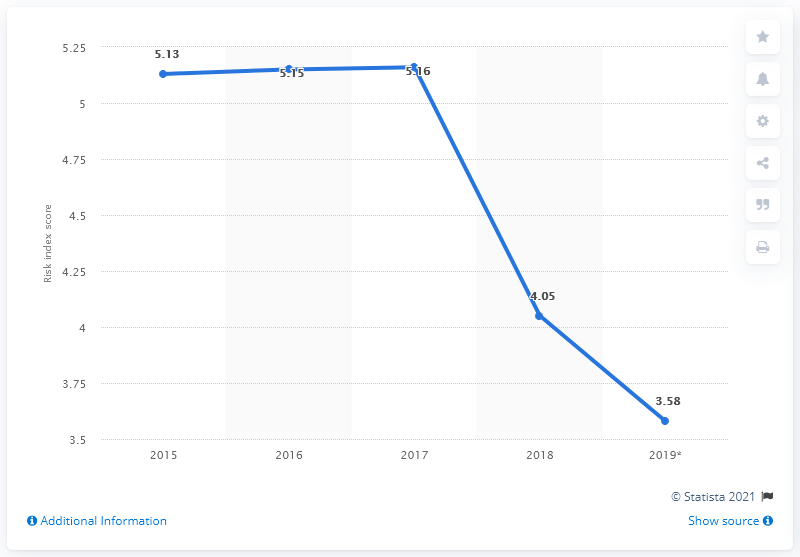 5.25
5
4.75
4.5
4.25
4
3.75
3.5
Risk index score
5.13
5.15
5.16
4.05
3.58
2015 2016 2017 2018 2019*
© Statista 2021
Additional Information
Show source